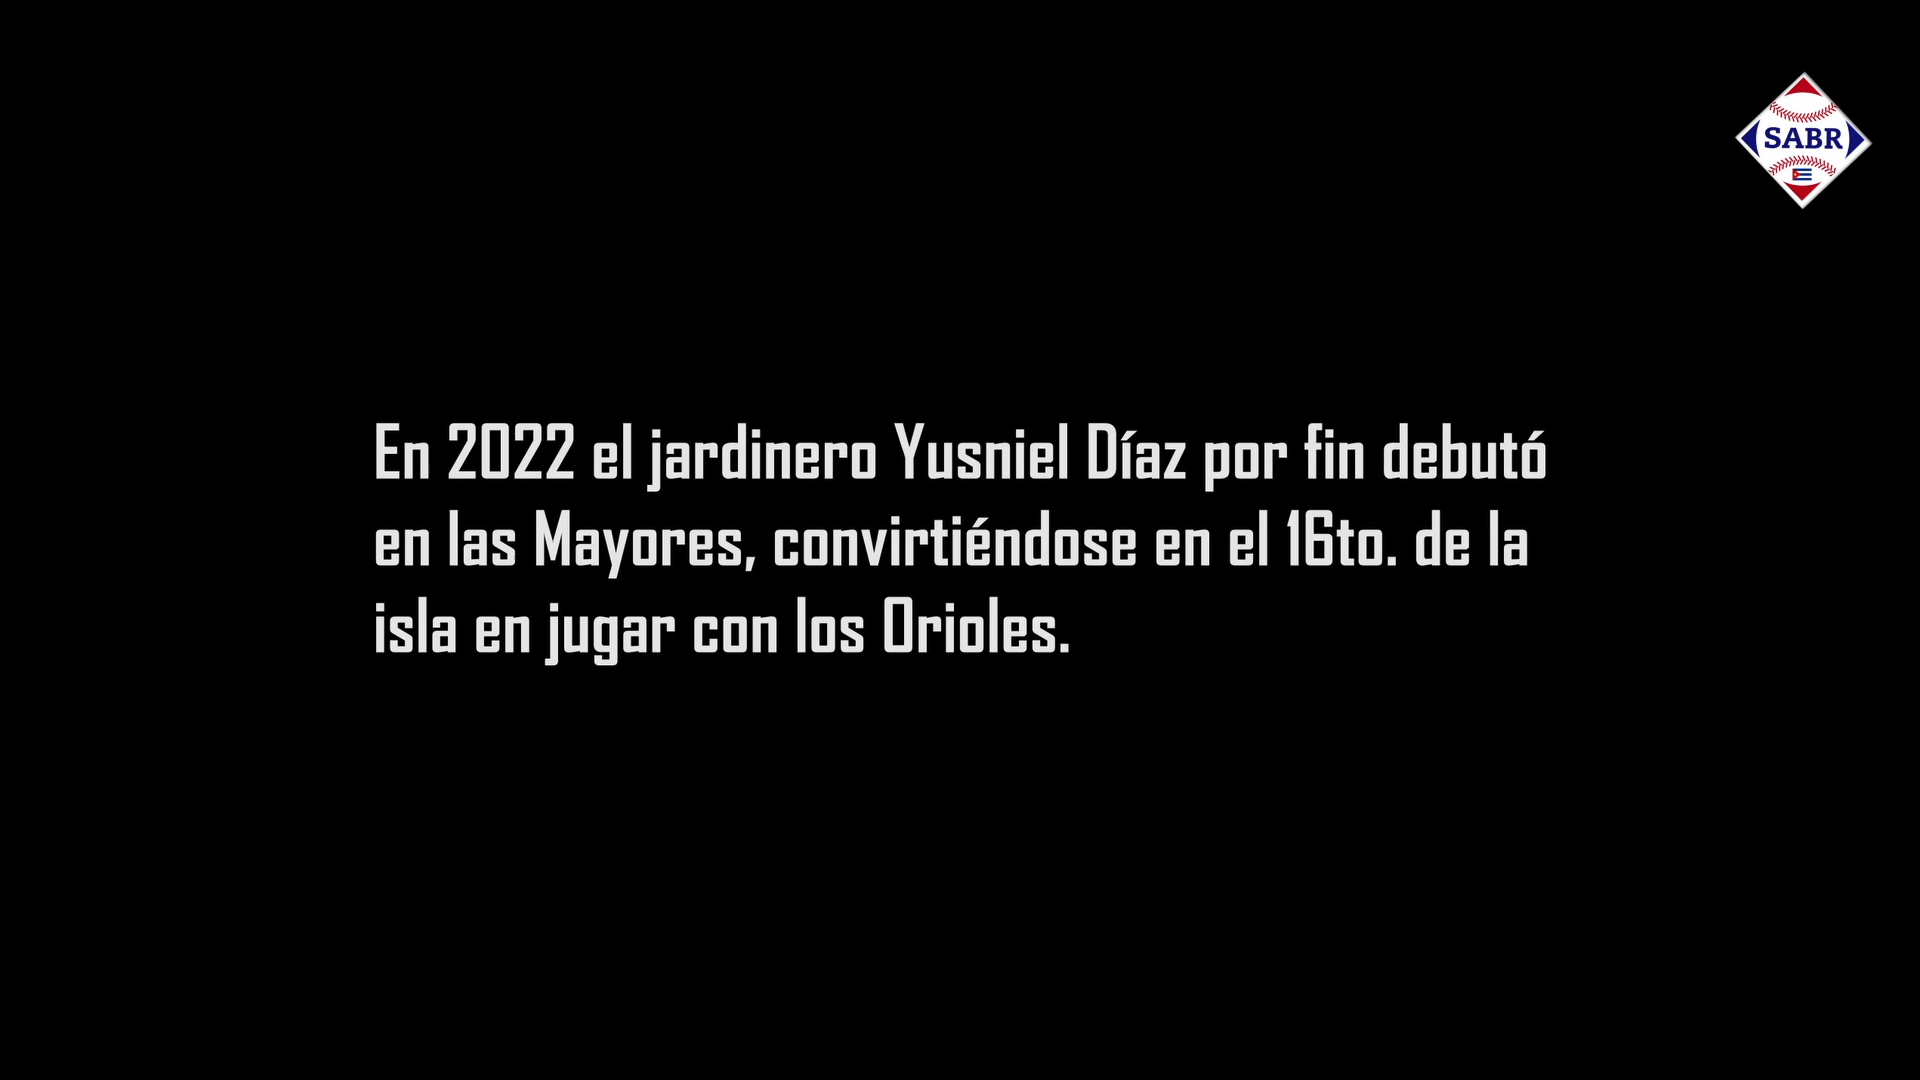 SABR
En 2022 el jardinero Yusniel Díaz por fin debutó
en las Mayores, convirtiéndose en el 16to. de la
isla en jugar con los Orioles.